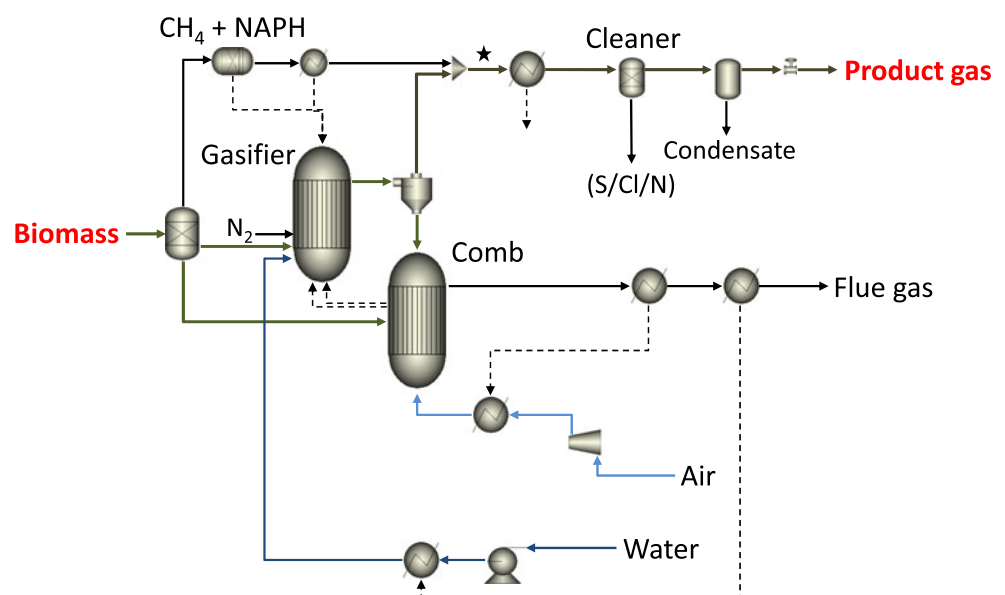 CH₄ + NAPH
Cleaner
Product gas
Gasifier
Condensate
(S/Cl/N)
Biomass
N₂
Comb
Flue gas
Air
Water